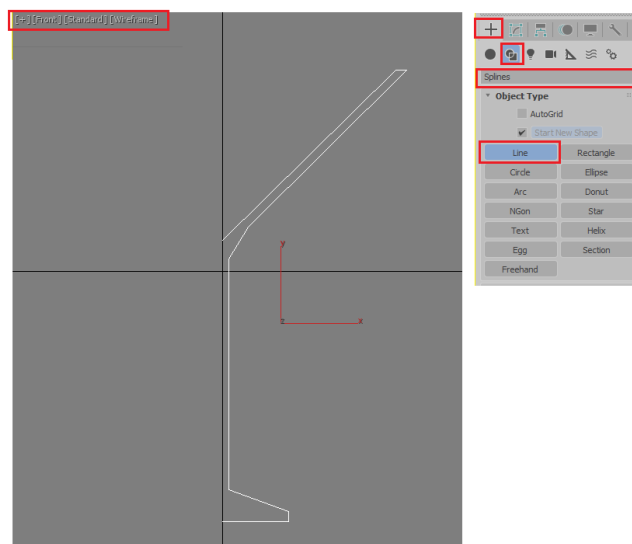 [+][Front][Standard][Wireframe]
Splines
Object Type
AutoGrid
Start New Shape
Line
Rectangle
Circle
Ellipse
Arc
Donut
NGon
Star
Text
Helix
Egg
Section
Freehand
y
z
x